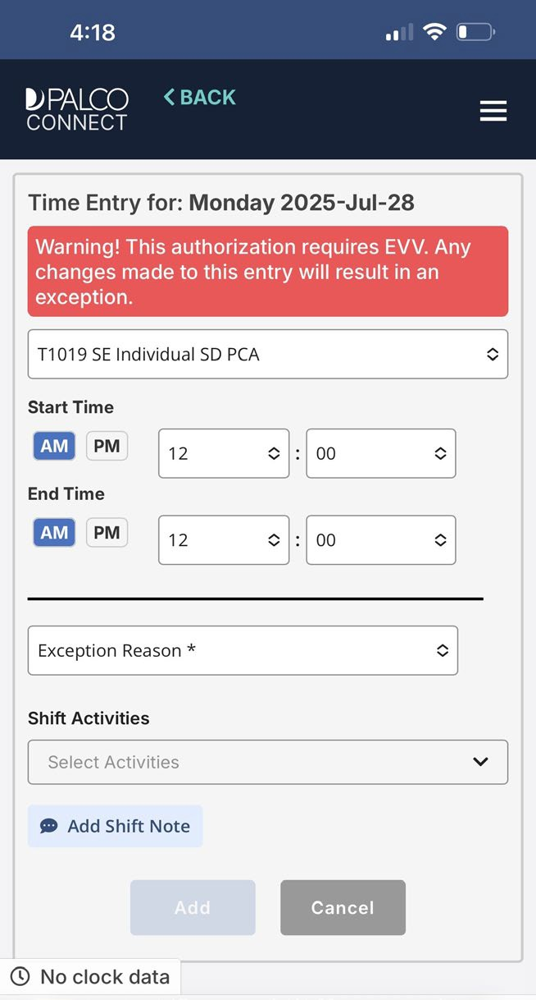 4:18
PALCO
CONNECT
BACK
Time Entry for: Monday 2025-Jul-28
Warning! This authorization requires EVV. Any
changes made to this entry will result in an
exception.
T1019 SE Individual SD PCA
Start Time
AM PM 12 : 00
End Time
AM PM 12 : 00
Exception Reason *
Shift Activities
Select Activities
Add Shift Note
Add Cancel
No clock data